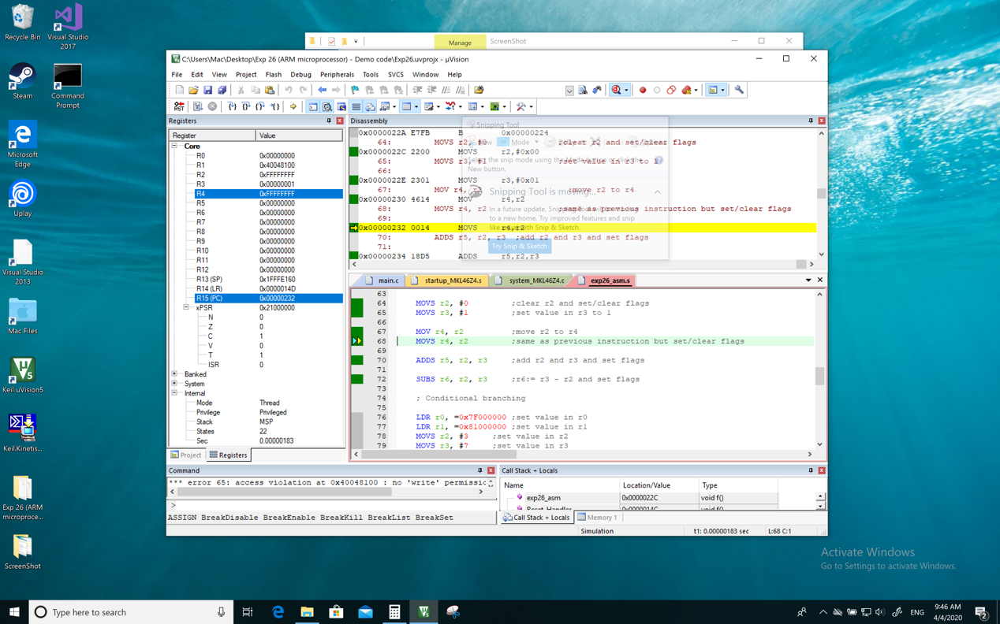 Recycle Bin
Visual Studio 2017
Steam
Command Prompt
Microsoft Edge
Uplay
Visual Studio 2013
Mac Files
Keil uVision5
Keil.Kinetis...
Exp 26 (ARM microproce...
ScreenShot
Manage
ScreenShot
C:\Users\Mac\Desktop\Exp 26 (ARM microprocessor) - Demo code\Exp26.uvprojx - µVision
File Edit View Project Flash Debug Peripherals Tools SVCS Window Help
Registers
Register Value
Core
R0 0x00000000
R1 0x40048100
R2 0xFFFFFFFF
R3 0x00000001
R4 0xFFFFFFFF
R5 0x00000000
R6 0x00000000
R7 0x00000000
R8 0x00000000
R9 0x00000000
R10 0x00000000
R11 0x00000000
R12 0x00000000
R13 (SP) 0x1FFFE160
R14 (LR) 0x0000014D
R15 (PC) 0x00000232
xPSR 0x21000000
N 0
Z 0
C 1
V 0
T 1
ISR 0
Banked
System
Internal
Mode Thread
Privilege Privileged
Stack MSP
States 22
Sec 0.00000183
Project Registers
Disassembly
0x0000022A E7FB B 0x00000224
64: MOVS r2, #0 ;clear r2 and set/clear flags
0x0000022C 2200 MOVS r2,#0x00
65: MOVS r3, #1 ;set value in r3 to 1
66:
0x0000022E 2301 MOVS r3,#0x01
67: MOV r4, r2 ;move r2 to r4
0x00000230 4614 MOV r4,r2
68: MOVS r4, r2 ;same as previous instruction but set/clear flags
69:
0x00000232 0014 MOVS r4,r2
70: ADDS r5, r2, r3 ;add r2 and r3 and set flags
71:
0x00000234 18D5 ADDS r5,r2,r3
Snipping Tool
Mode
Select the snip mode using the Mode button or click the
New button.
Snipping Tool is moving...
In a future update, Snipping Tool will be moving
to a new home. Try improved features and snip
like usual with Snip & Sketch.
Try Snip & Sketch
main.c startup_MKL46Z4.s system_MKL46Z4.c exp26_asm.s
63
64 MOVS r2, #0 ;clear r2 and set/clear flags
65 MOVS r3, #1 ;set value in r3 to 1
66
67 MOV r4, r2 ;move r2 to r4
68 MOVS r4, r2 ;same as previous instruction but set/clear flags
69
70 ADDS r5, r2, r3 ;add r2 and r3 and set flags
71
72 SUBS r6, r2, r3 ;r6:= r3 - r2 and set flags
73
74 ; Conditional branching
75
76 LDR r0, =0x7F000000 ;set value in r0
77 LDR r1, =0x81000000 ;set value in r1
78 MOVS r2, #3 ;set value in r2
79 MOVS r3, #7 ;set value in r3
Command
*** error 65: access violation at 0x40048100 : no 'write' permissic
>
ASSIGN BreakDisable BreakEnable BreakKill BreakList BreakSet
Call Stack + Locals
Name Location/Value Type
exp26_asm 0x0000022C void f()
Reset_Handler 0x0000014C void f()
Call Stack + Locals Memory 1
Simulation t1: 0.00000183 sec L:68 C:1
Activate Windows
Go to Settings to activate Windows.
Type here to search
ENG
9:46 AM
4/4/2020
2